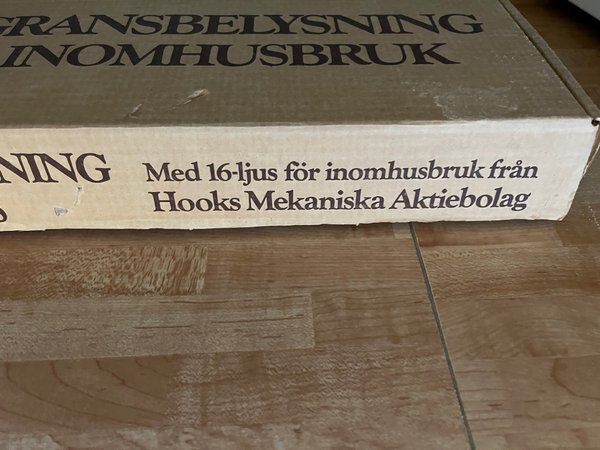 GRANSBELYSNING
INOMHUSBRUK
NING
Med 16-ljus för inomhusbruk från
Hooks Mekaniska Aktiebolag